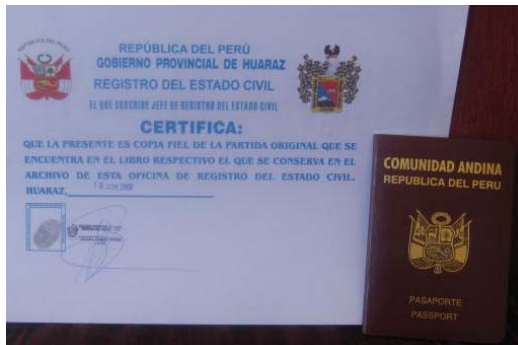 REPÚBLICA DEL PERÚ
GOBIERNO PROVINCIAL DE HUARAZ
REGISTRO DEL ESTADO CIVIL
EL QUE SUSCRIBE JEFE DE REGISTRO DEL ESTADO CIVIL
CERTIFICA:
QUE LA PRESENTE ES COPIA FIEL DE LA PARTIDA ORIGINAL QUE SE
ENCUENTRA EN EL LIBRO RESPECTIVO EL QUE SE CONSERVA EN EL
ARCHIVO DE ESTA OFICINA DE REGISTRO DEL ESTADO CIVIL.
HUARAZ,
COMUNIDAD ANDINA
REPUBLICA DEL PERU
PASAPORTE
PASSPORT